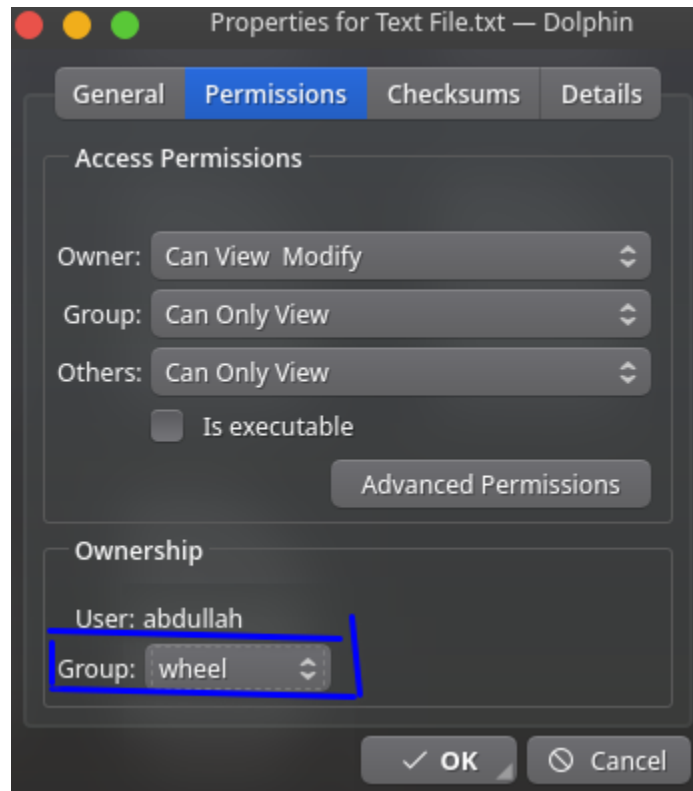 Properties for Text File.txt — Dolphin
General Permissions Checksums Details
Access Permissions
Owner: Can View Modify
Group: Can Only View
Others: Can Only View
Is executable
Advanced Permissions
Ownership
User: abdullah
Group: wheel
OK Cancel